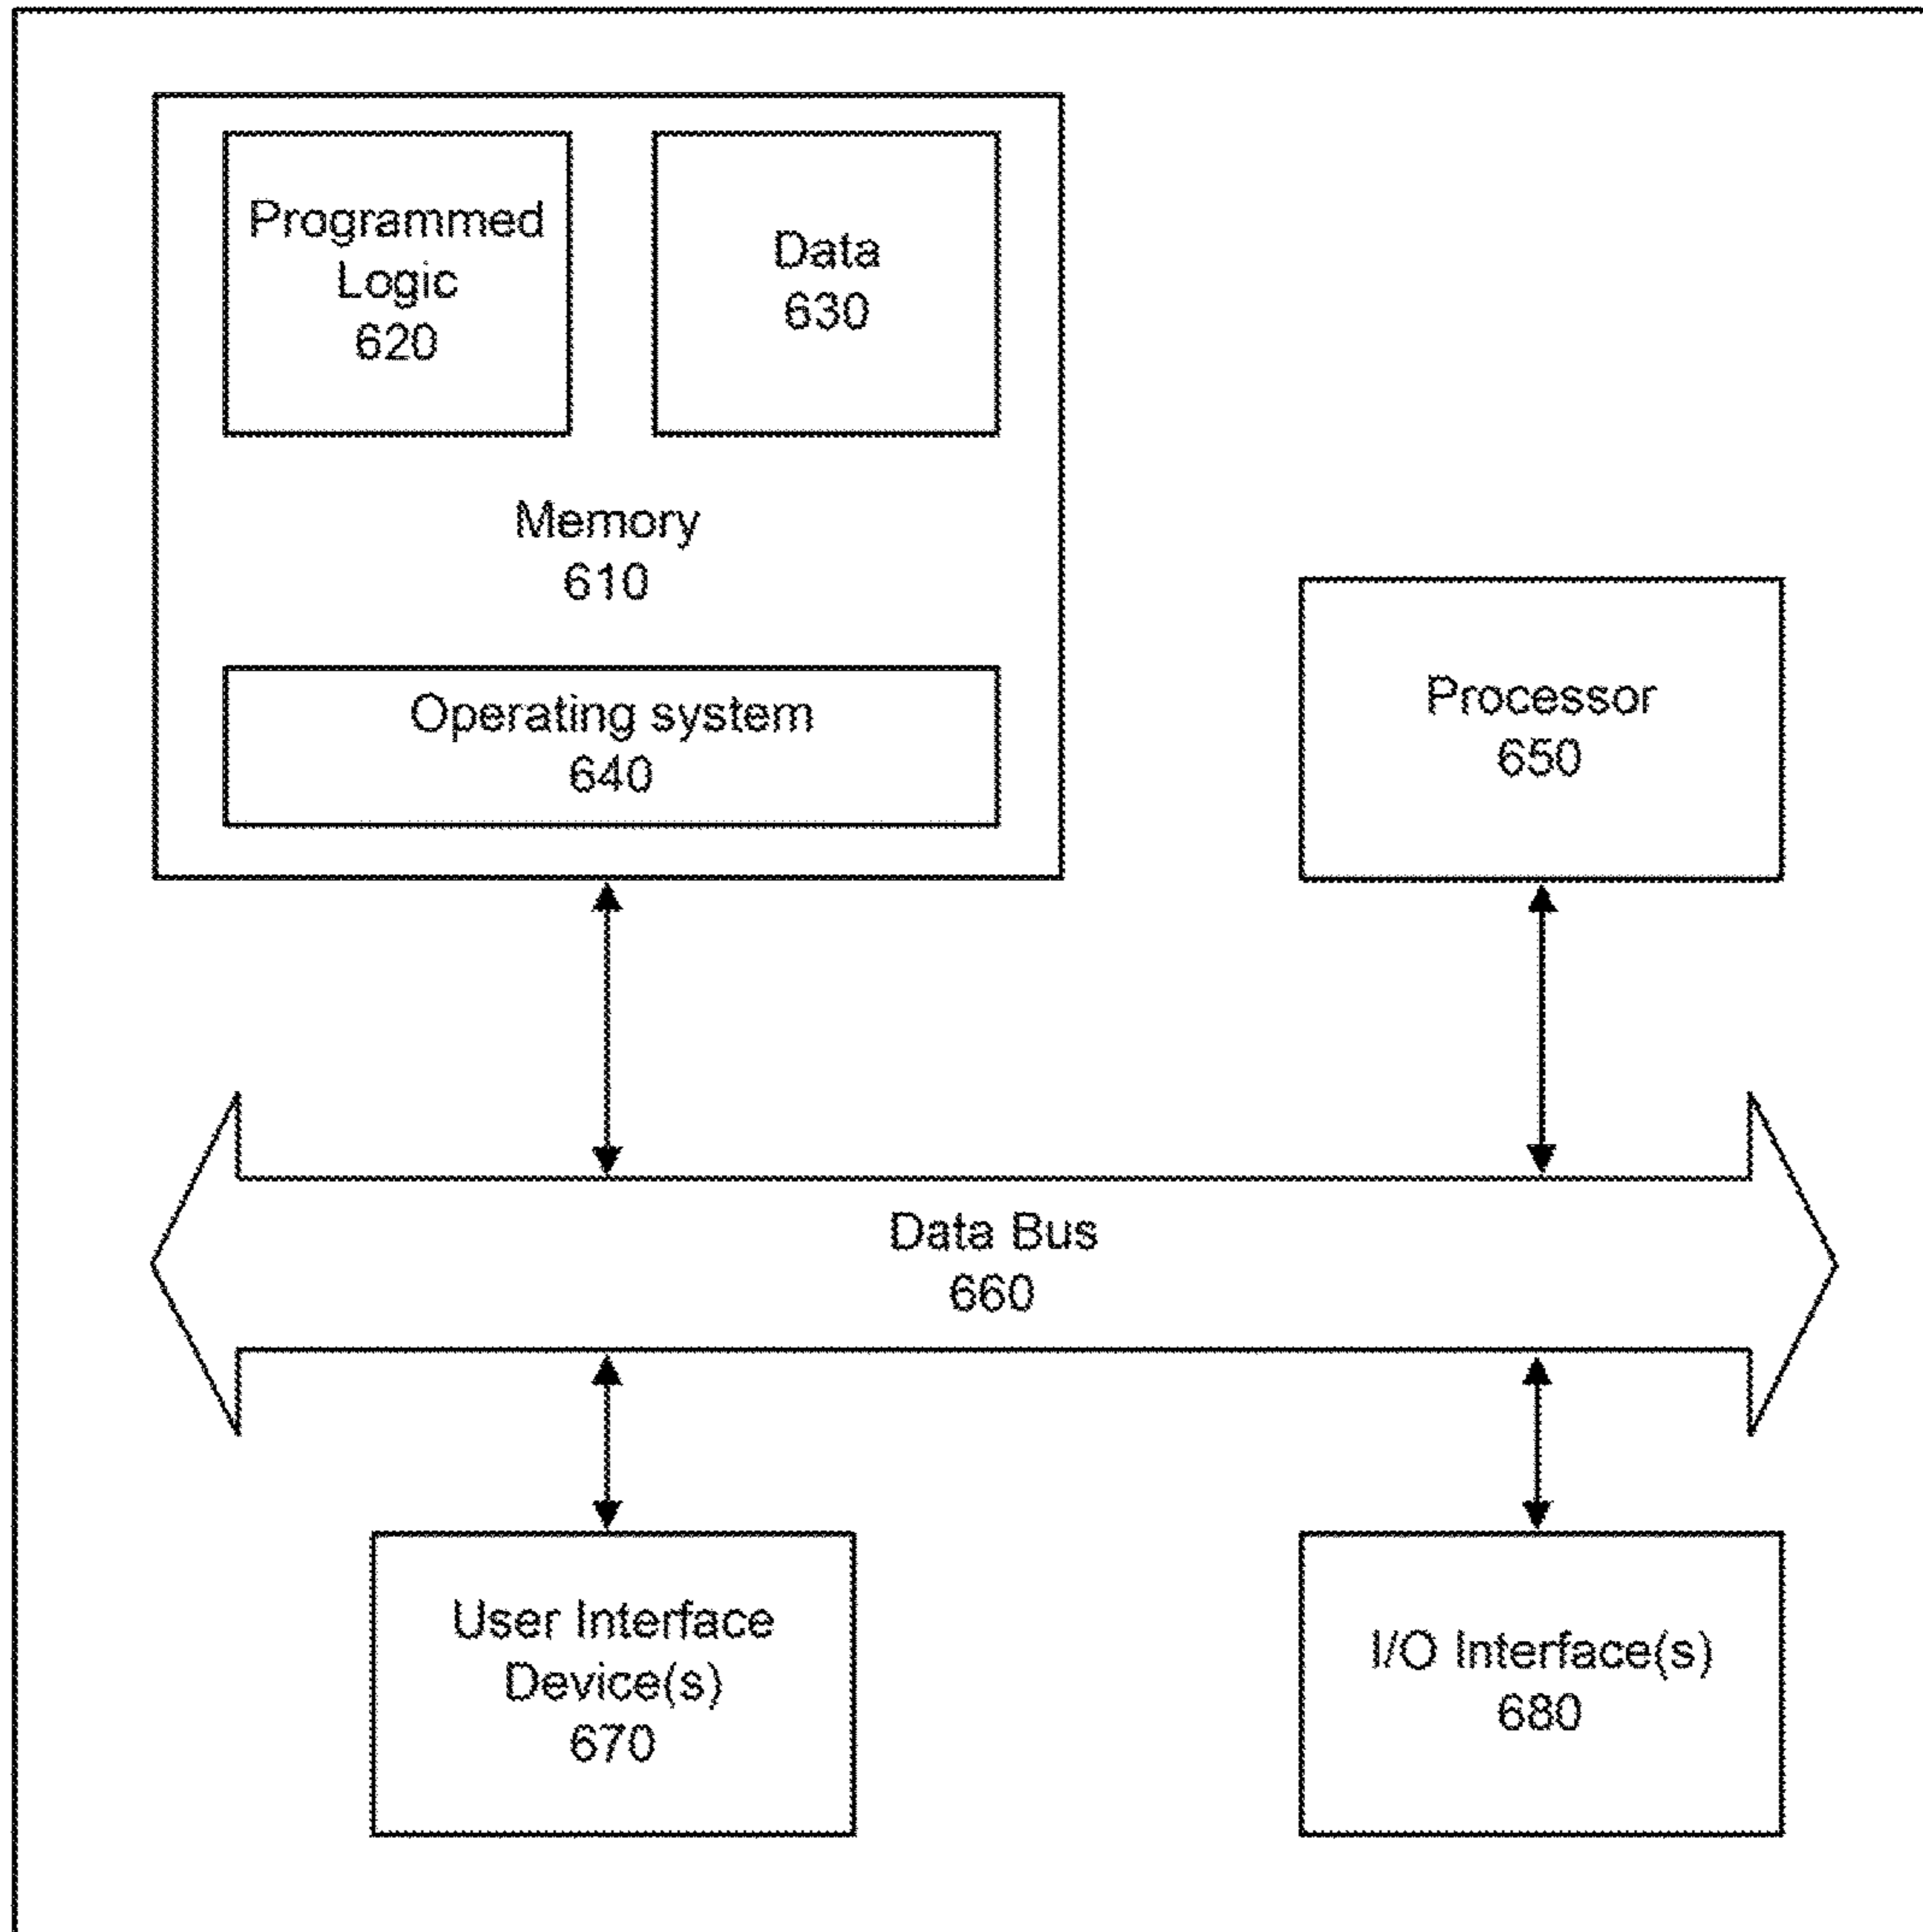 Programmed
Logic
620
Data
630
Memory
610
Operating system
640
Processor
650
Data Bus
660
User Interface
Device(s)
670
I/O Interface(s)
680